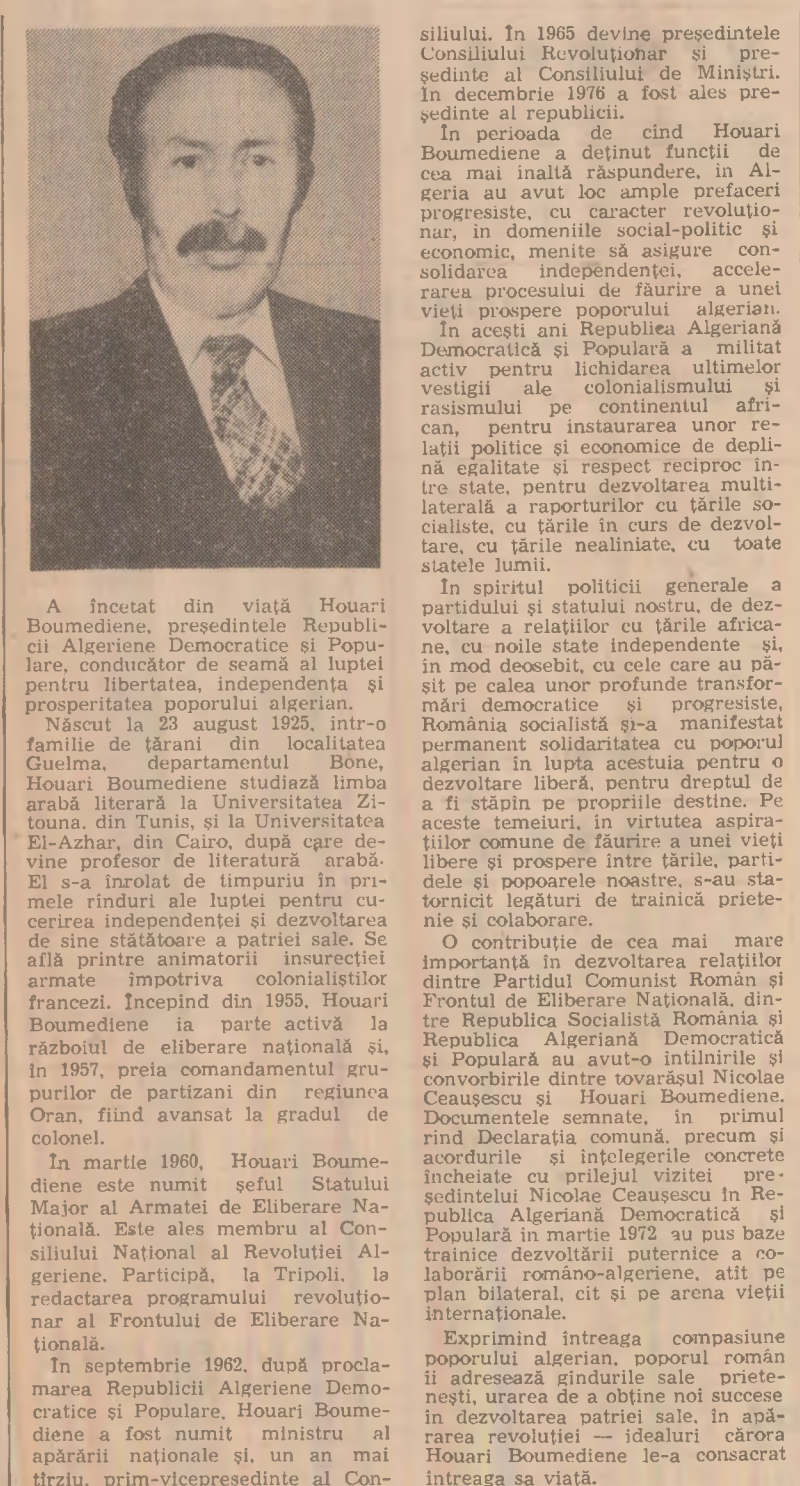 A încetat din viață Houari
Boumediene, președintele Republi-
cii Algeriene Democratice și Popu-
lare, conducător de seamă al luptei
pentru libertatea, independența și
prosperitatea poporului algerian.
Născut la 23 august 1925, intr-o
familie de țărani din localitatea
Guelma, departamentul Bône,
Houari Boumediene studiază limba
arabă literară la Universitatea Zi-
touna, din Tunis, și la Universitatea
El-Azhar, din Cairo, după care de-
vine profesor de literatură arabă.
El s-a înrolat de timpuriu în pri-
mele rinduri ale luptei pentru cu-
cerirea independenței și dezvoltarea
de sine stătătoare a patriei sale. Se
află printre animatorii insurecției
armate împotriva colonialiștilor
francezi. Începind din 1955, Houari
Boumediene ia parte activă la
războiul de eliberare națională și,
în 1957, preia comandamentul gru-
purilor de partizani din regiunea
Oran, fiind avansat la gradul de
colonel.
În martie 1960, Houari Boume-
diene este numit șeful Statului
Major al Armatei de Eliberare Na-
țională. Este ales membru al Con-
siliului Național al Revoluției Al-
geriene. Participă, la Tripoli, la
redactarea programului revoluțio-
nar al Frontului de Eliberare Na-
țională.
În septembrie 1962, după procla-
marea Republicii Algeriene Demo-
cratice și Populare, Houari Boume-
diene a fost numit ministru al
apărării naționale și, un an mai
tîrziu, prim-vicepreședinte al Con-
siliului. În 1965 devine președintele
Consiliului Revoluționar și pre-
ședinte al Consiliului de Miniștri.
În decembrie 1976 a fost ales pre-
ședinte al republicii.
În perioada de cind Houari
Boumediene a deținut funcții de
cea mai inaltă răspundere, in Al-
geria au avut loc ample prefaceri
progresiste, cu caracter revoluțio-
nar, in domeniile social-politic și
economic, menite să asigure con-
solidarea independenței, accele-
rarea procesului de făurire a unei
vieți prospere poporului algerian.
În acești ani Republica Algeriană
Democratică și Populară a militat
activ pentru lichidarea ultimelor
vestigii ale colonialismului și
rasismului pe continentul afri-
can, pentru instaurarea unor re-
lații politice și economice de depli-
nă egalitate și respect reciproc în-
tre state, pentru dezvoltarea multi-
laterală a raporturilor cu țările so-
cialiste, cu țările în curs de dezvol-
tare, cu țările nealiniate, cu toate
statele lumii.
În spiritul politicii generale a
partidului și statului nostru, de dez-
voltare a relațiilor cu țările africa-
ne, cu noile state independente și,
în mod deosebit, cu cele care au pă-
șit pe calea unor profunde transfor-
mări democratice și progresiste,
România socialistă și-a manifestat
permanent solidaritatea cu poporul
algerian în lupta acestuia pentru o
dezvoltare liberă, pentru dreptul de
a fi stăpîn pe propriile destine. Pe
aceste temeiuri, în virtutea aspira-
țiilor comune de făurire a unei vieți
libere și prospere între țările, parti-
dele și popoarele noastre, s-au sta-
tornicit legături de trainică priete-
nie și colaborare.
O contribuție de cea mai mare
importanță în dezvoltarea relațiilor
dintre Partidul Comunist Român și
Frontul de Eliberare Națională, din-
tre Republica Socialistă România și
Republica Algeriană Democratică
și Populară au avut-o intilnirile și
convorbirile dintre tovarășul Nicolae
Ceaușescu și Houari Boumediene.
Documentele semnate, în primul
rind Declarația comună, precum și
acordurile și înțelegerile concrete
încheiate cu prilejul vizitei pre-
ședintelui Nicolae Ceaușescu în Re-
publica Algeriană Democratică și
Populară in martie 1972 au pus baze
trainice dezvoltării puternice a co-
laborării româno-algeriene, atît pe
plan bilateral, cit și pe arena vieții
internaționale.
Exprimind întreaga compasiune
poporului algerian, poporul român
îi adresează gindurile sale priete-
nești, urarea de a obține noi succese
in dezvoltarea patriei sale, în apă-
rarea revoluției — idealuri cărora
Houari Boumediene le-a consacrat
intreaga sa viață.